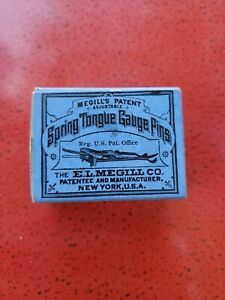 MEGILL'S PATENT
ADJUSTABLE
Spring Tongue Gauge Pins
Reg. U.S. Pat. Office
THE E.L. MEGILL CO.
PATENTEE AND MANUFACTURER,
NEW YORK, U.S.A.